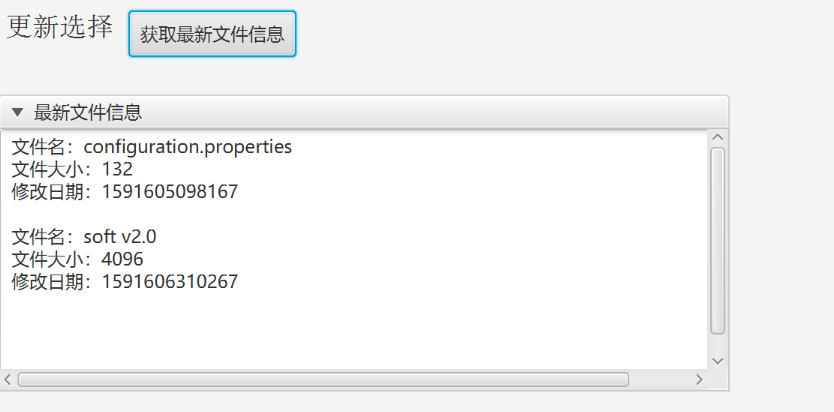 更新选择
获取最新文件信息
最新文件信息
文件名：configuration.properties
文件大小：132
修改日期：1591605098167
文件名：soft v2.0
文件大小：4096
修改日期：1591606310267